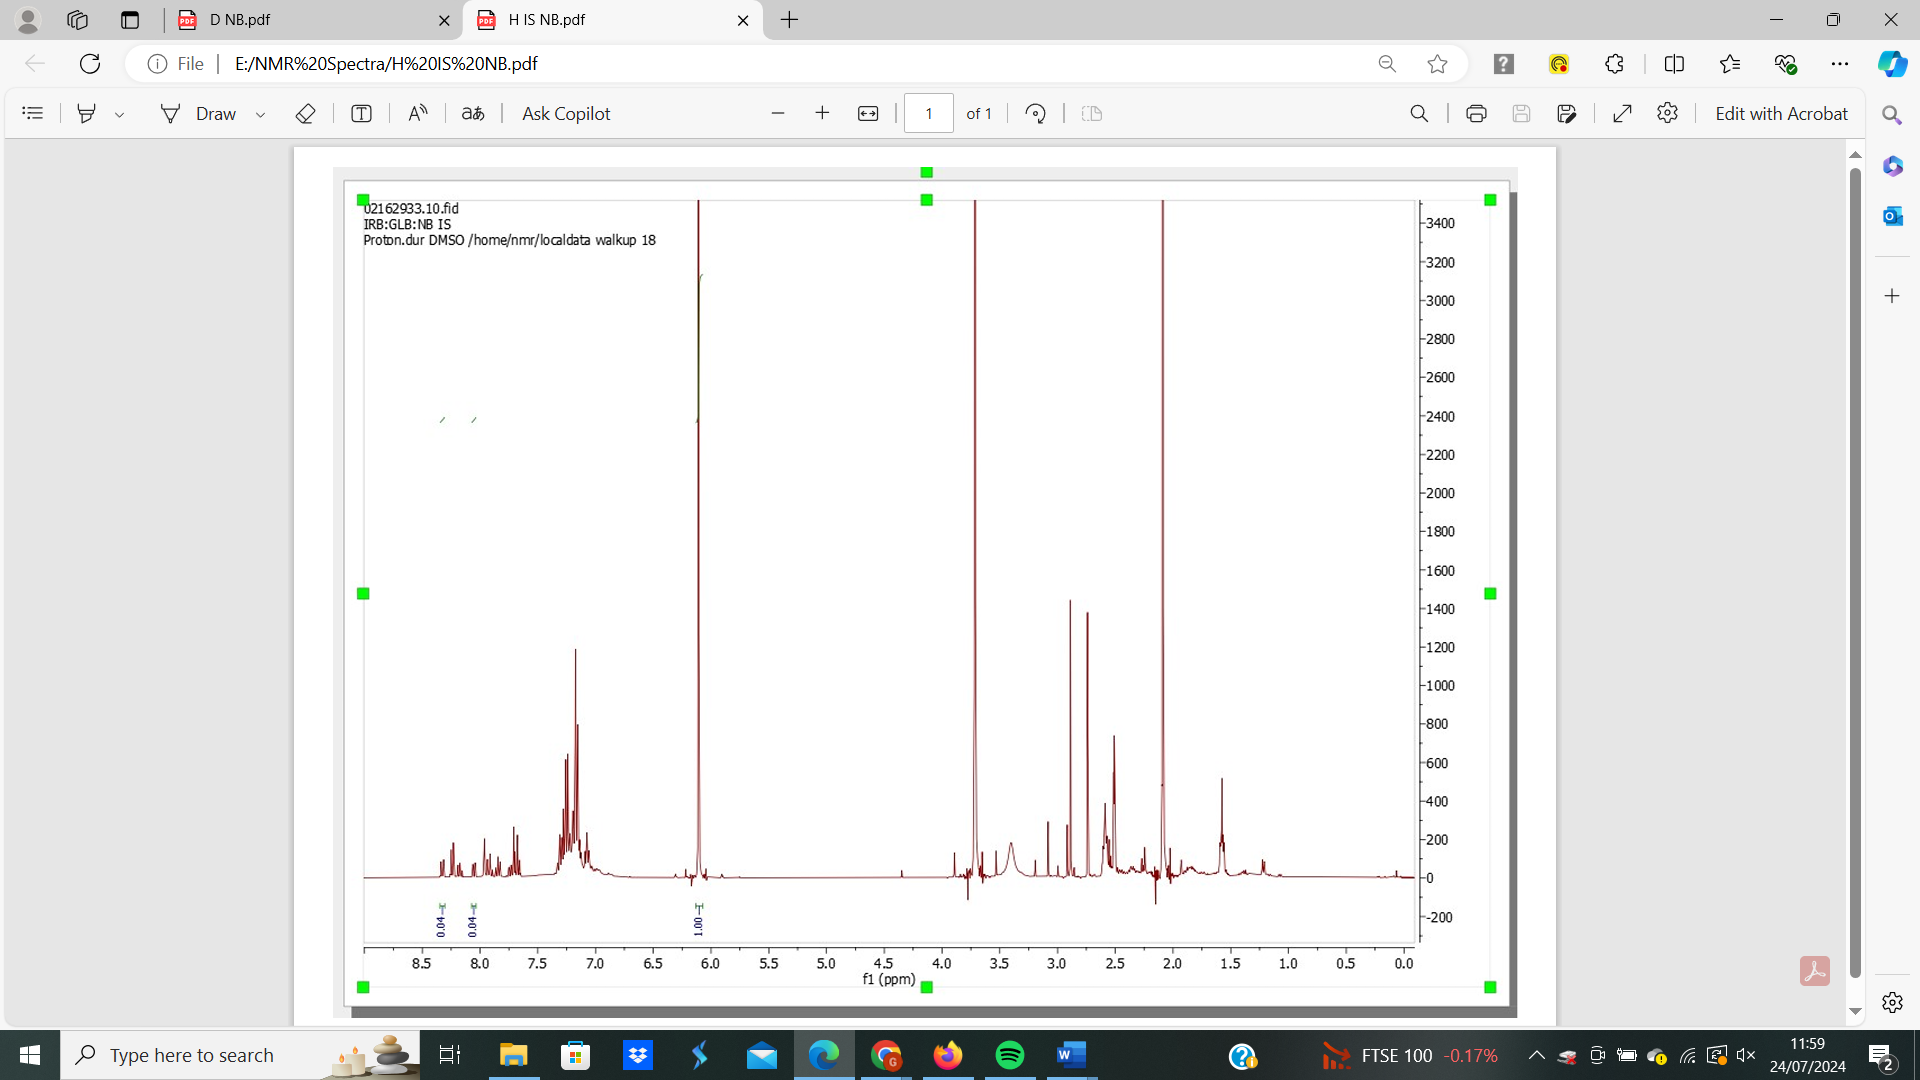 D NB.pdf
H IS NB.pdf
File
E:/NMR%20Spectra/H%20IS%20NB.pdf
Draw
Ask Copilot
1
of 1
Edit with Acrobat
02162933.10.fid
IRB:GLB:NB IS
Proton.dur DMSO /home/nmr/localdata walkup 18
3400
3200
3000
2800
2600
2400
2200
2000
1800
1600
1400
1200
1000
800
600
400
200
0
-200
0.04
0.04
1.00
8.5 8.0 7.5 7.0 6.5 6.0 5.5 5.0 4.5 4.0 3.5 3.0 2.5 2.0 1.5 1.0 0.5 0.0
f1 (ppm)
Type here to search
FTSE 100 -0.17%
11:59
24/07/2024
2